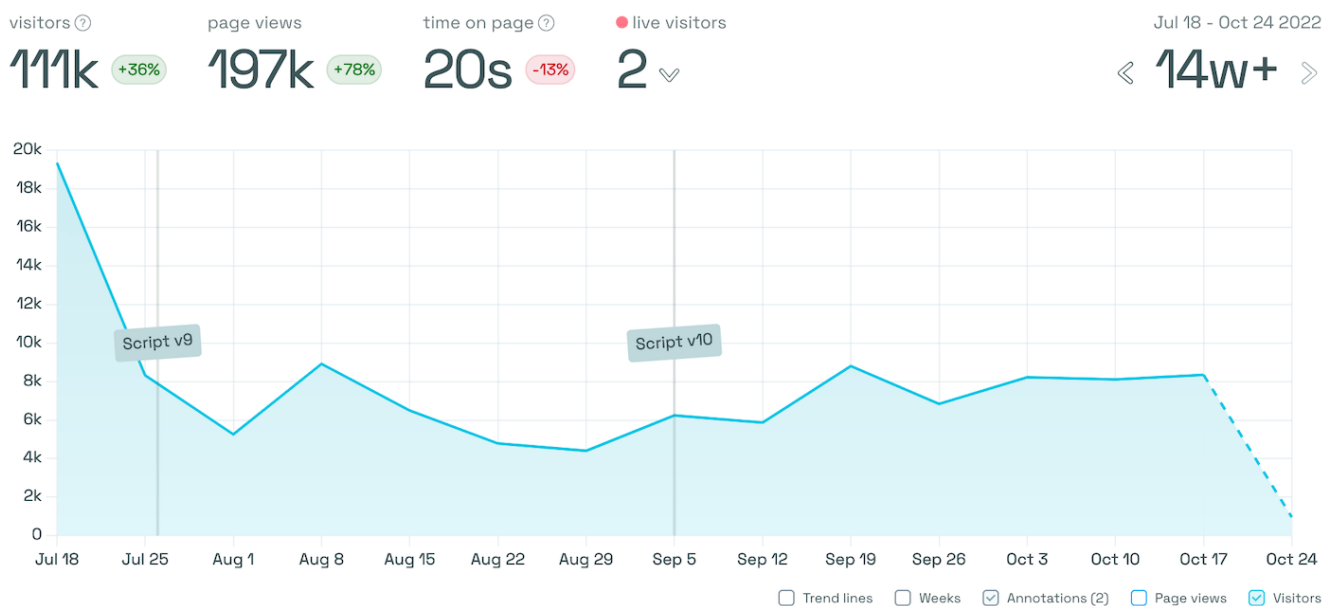 visitors ? page views time on page ? live visitors Jul 18 - Oct 24 2022
111k +36% 197k +78% 20s -13% 2 14w+
20k
18k
16k
14k
12k
10k
8k
6k
4k
2k
0
Script v9 Script v10
Jul 18 Jul 25 Aug 1 Aug 8 Aug 15 Aug 22 Aug 29 Sep 5 Sep 12 Sep 19 Sep 26 Oct 3 Oct 10 Oct 17 Oct 24
Trend lines Weeks Annotations (2) Page views Visitors